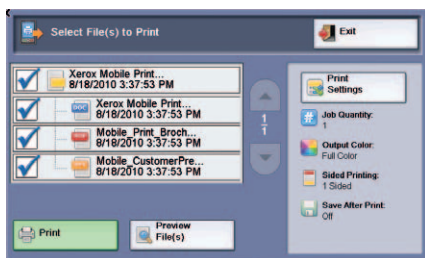 Select File(s) to Print
Exit
Xerox Mobile Print...
8/18/2010 3:37:53 PM
DOC
Xerox Mobile Print...
8/18/2010 3:37:53 PM
Mobile_Print_Broch...
8/18/2010 3:37:53 PM
Mobile_CustomerPre...
8/18/2010 3:37:53 PM
1
1
Print
Settings
#
Job Quantity:
1
Output Color:
Full Color
Sided Printing:
1 Sided
Save After Print:
Off
Print
Preview
File(s)